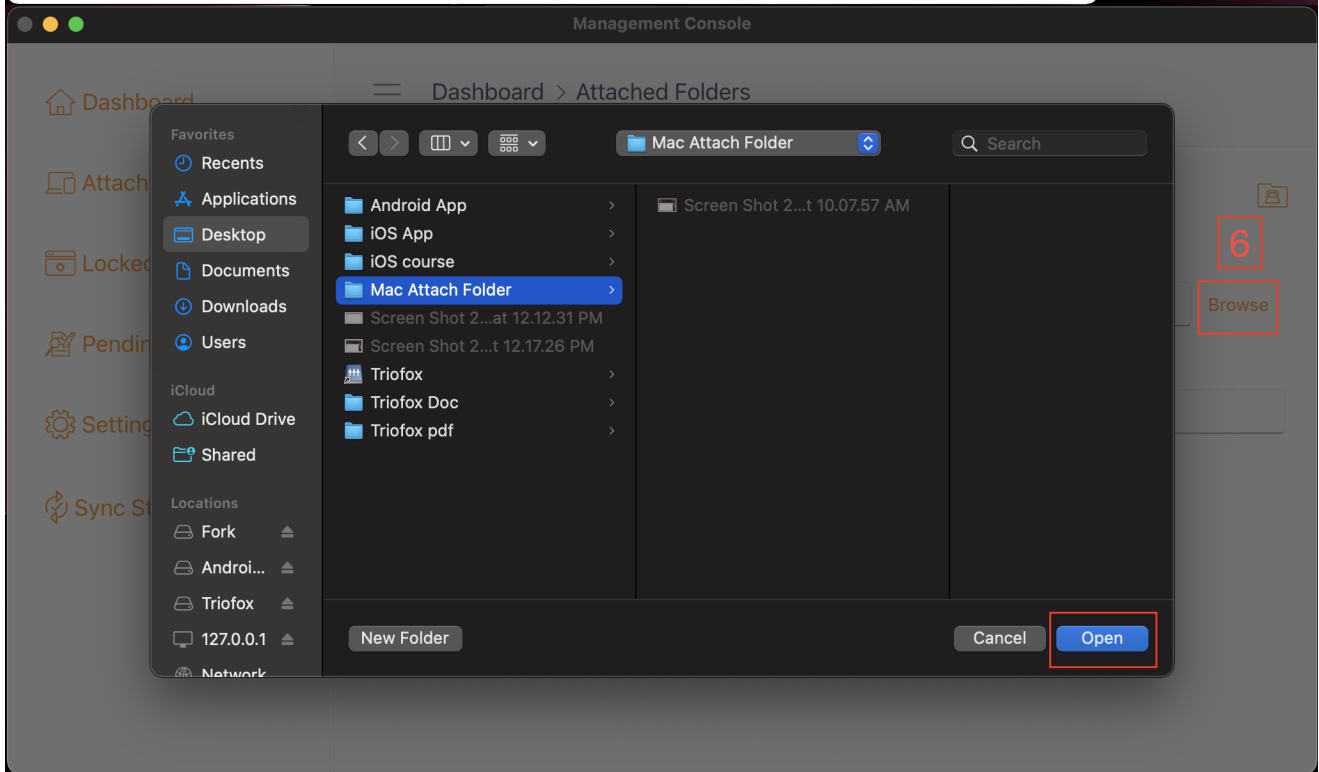 Management Console
Dashboard
Dashboard > Attached Folders
Attach
Locked
Pendin
Setting
Sync St
Favorites
Recents
Applications
Desktop
Documents
Downloads
Users
iCloud
iCloud Drive
Shared
Locations
Fork
Androi...
Triofox
127.0.0.1
Network
Mac Attach Folder
Search
Android App
iOS App
iOS course
Mac Attach Folder
Screen Shot 2...at 12.12.31 PM
Screen Shot 2...t 12.17.26 PM
Triofox
Triofox Doc
Triofox pdf
Screen Shot 2...t 10.07.57 AM
New Folder
Cancel
Open
6
Browse